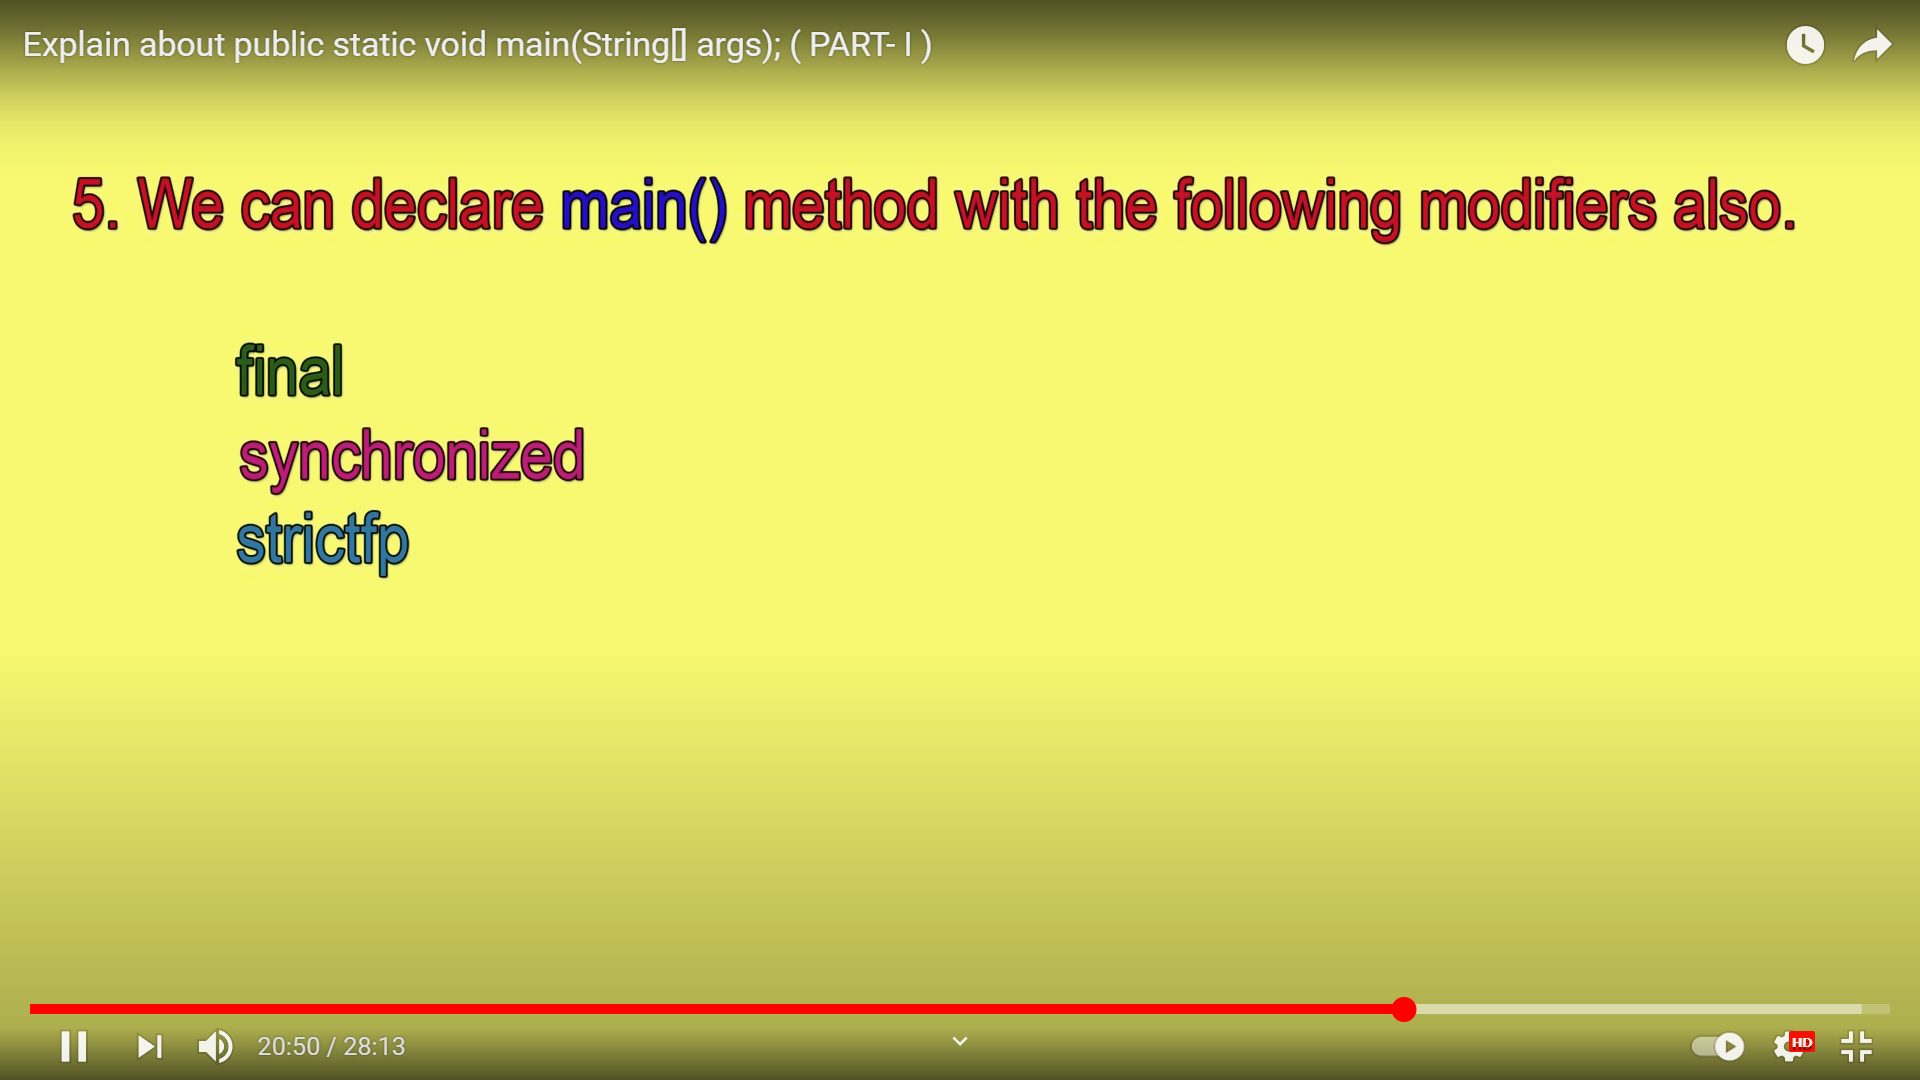 Explain about public static void main(String[] args); ( PART- I )
5. We can declare main() method with the following modifiers also.
final
synchronized
strictfp
20:50 / 28:13
HD